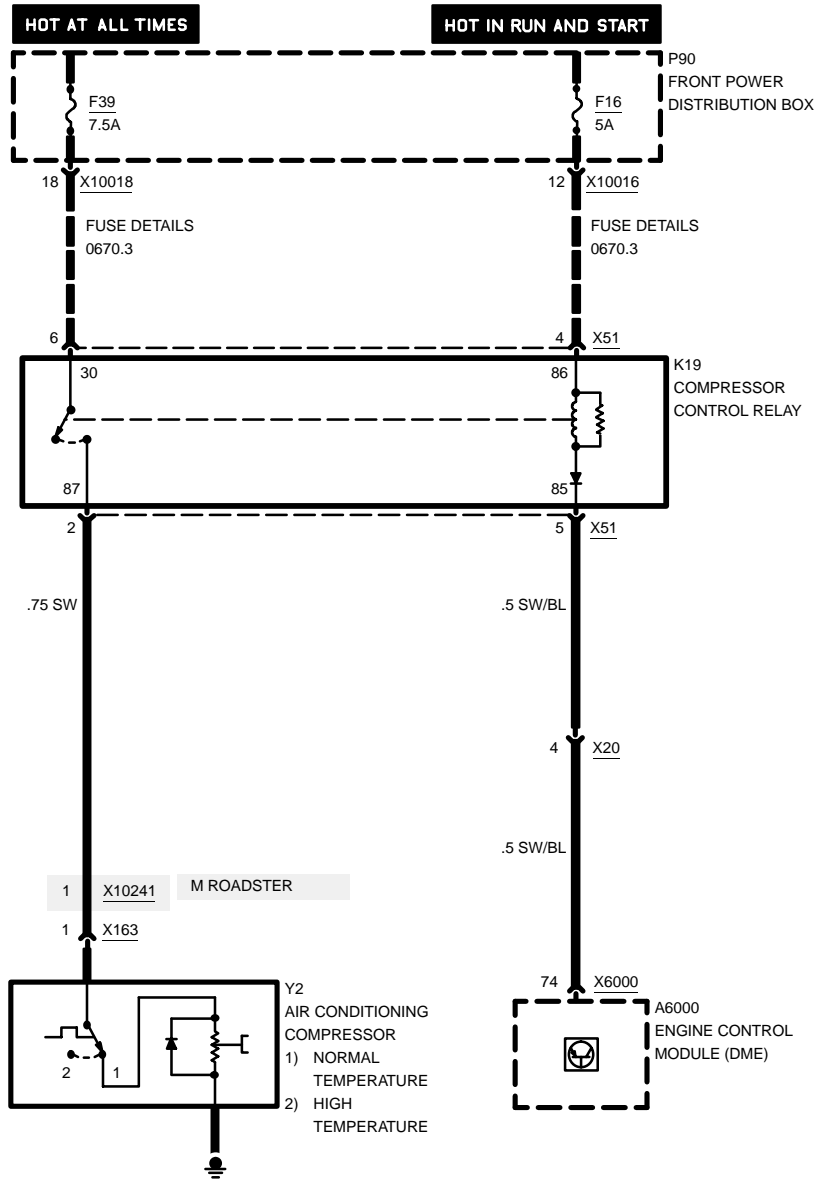 HOT AT ALL TIMES
HOT IN RUN AND START
P90
FRONT POWER
DISTRIBUTION BOX
F39
7.5A
F16
5A
18 X10018
12 X10016
FUSE DETAILS
0670.3
FUSE DETAILS
0670.3
6
4 X51
30
86
K19
COMPRESSOR
CONTROL RELAY
87
85
2
5 X51
.75 SW
.5 SW/BL
4 X20
.5 SW/BL
1 X10241 M ROADSTER
1 X163
74 X6000
Y2
AIR CONDITIONING
COMPRESSOR
1) NORMAL
TEMPERATURE
2) HIGH
TEMPERATURE
2 1
A6000
ENGINE CONTROL
MODULE (DME)